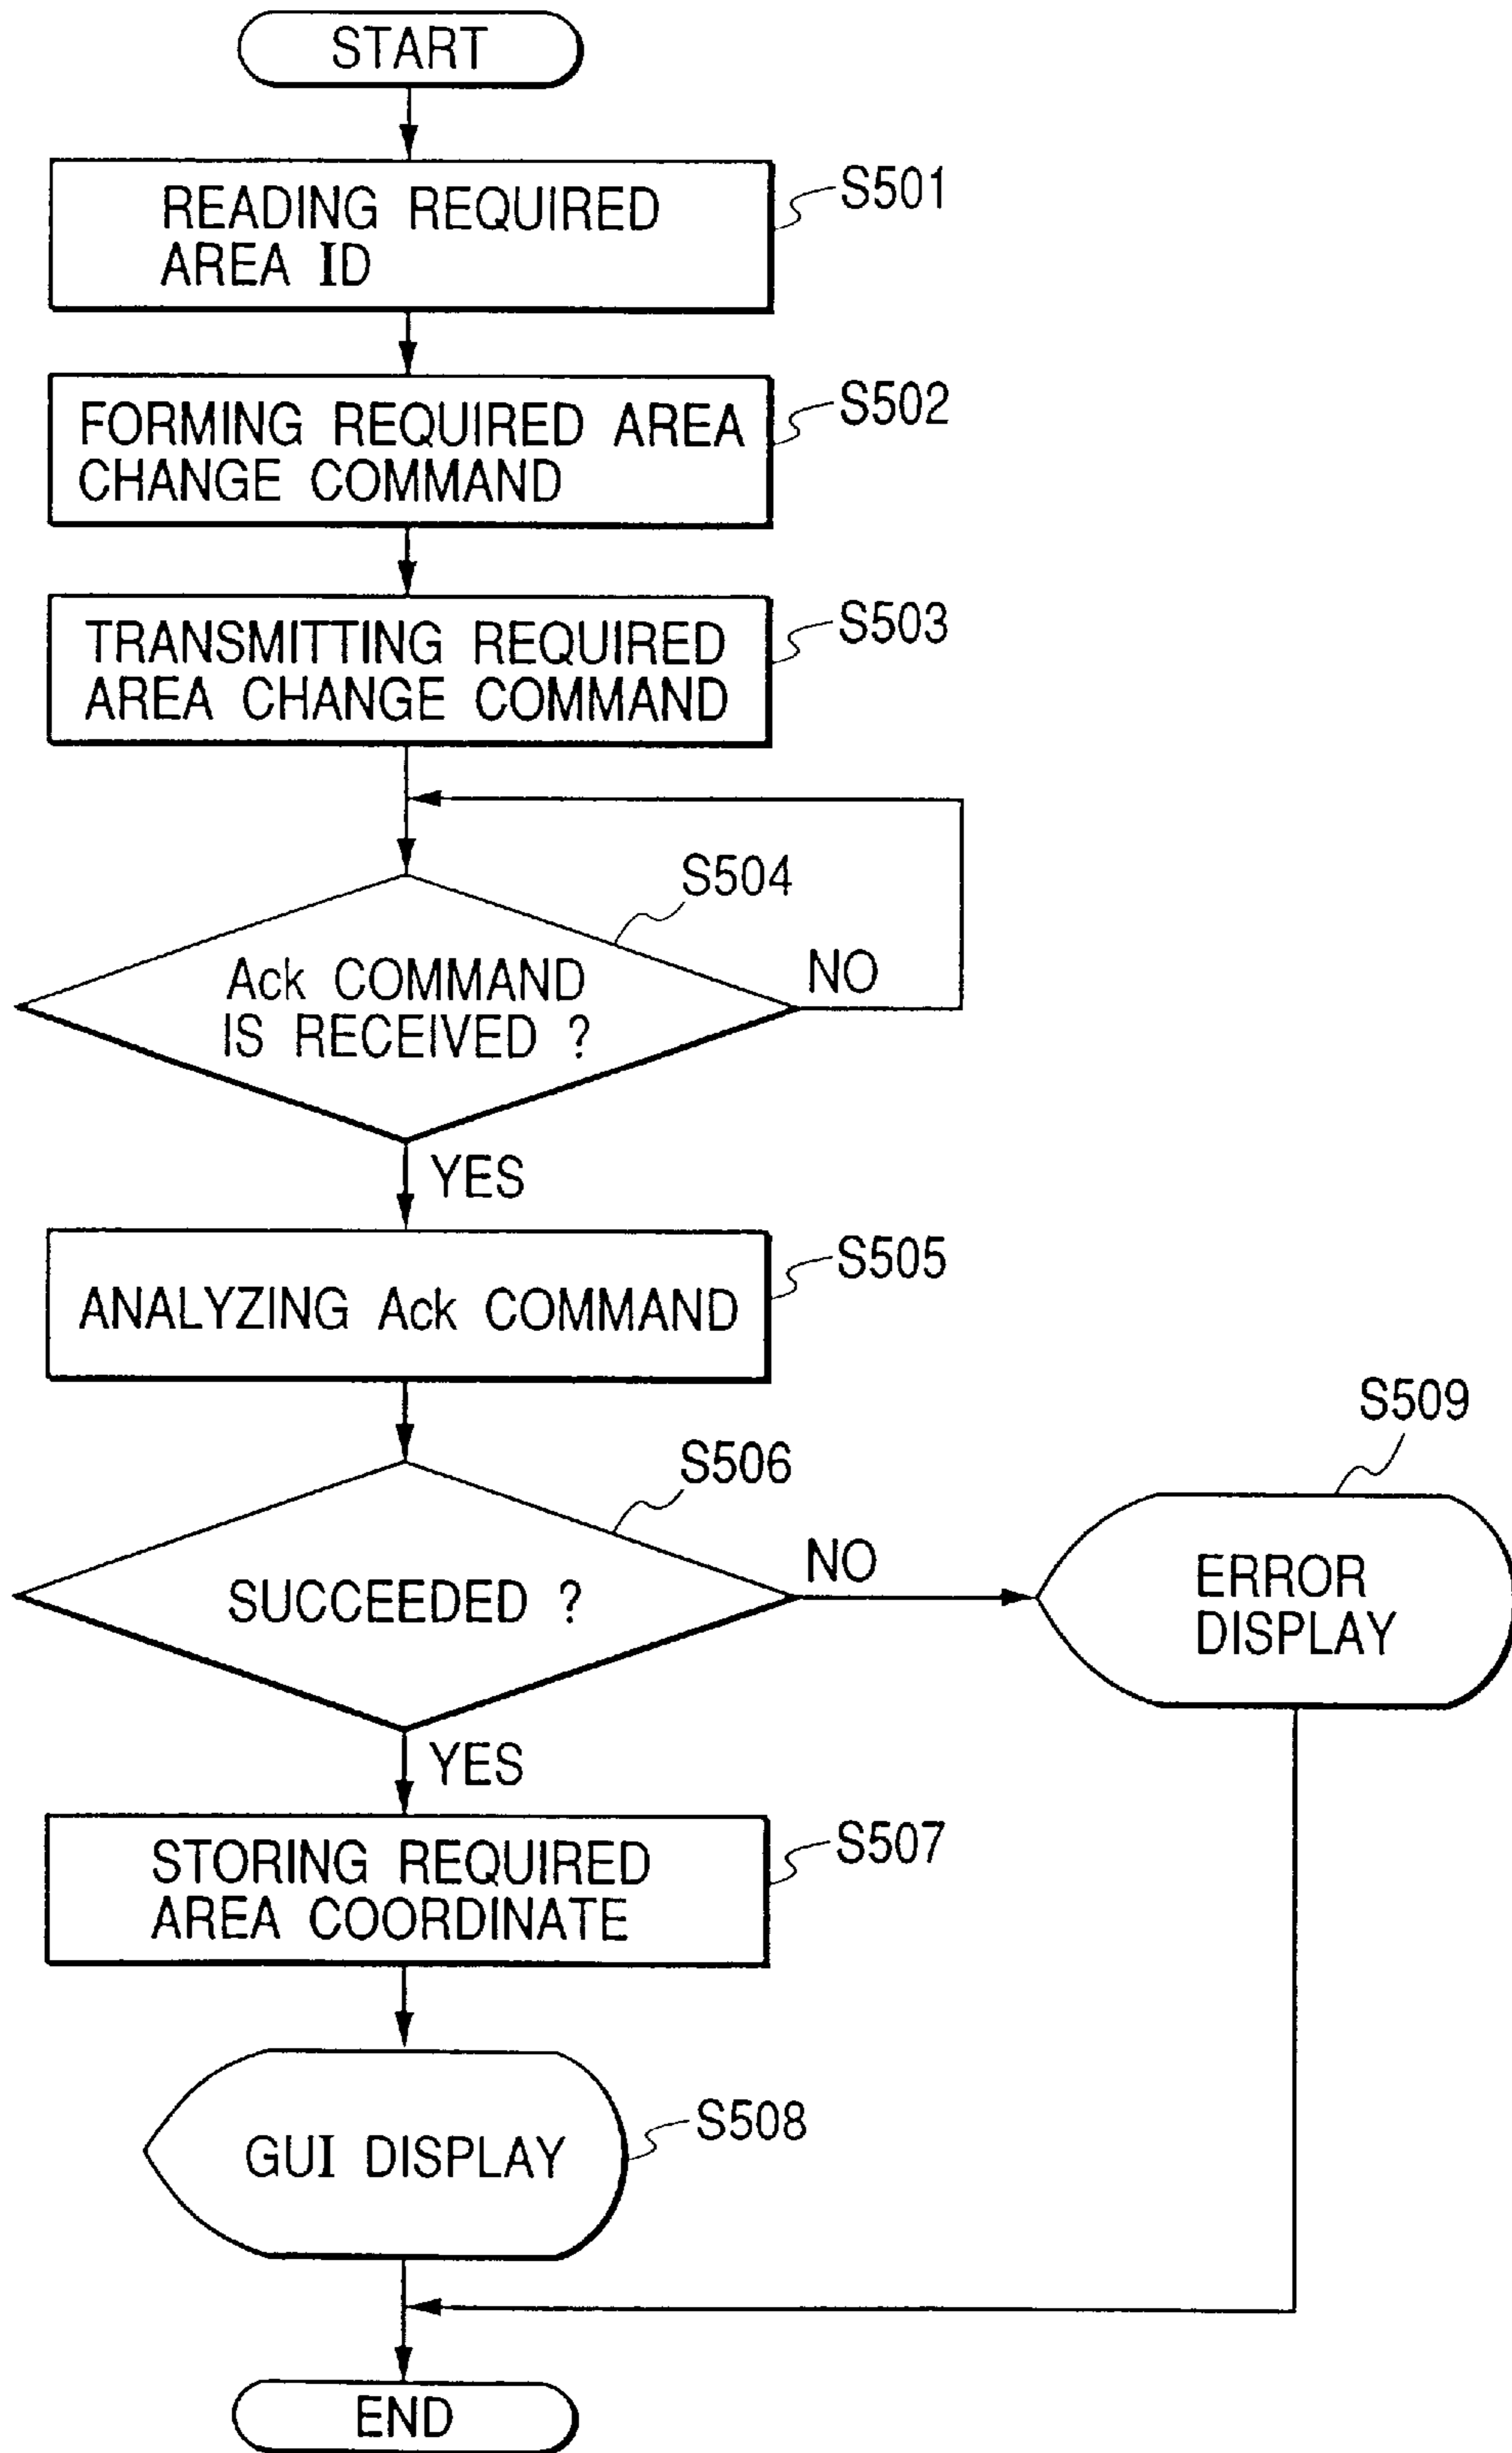 START
READING REQUIRED
AREA ID
S501
FORMING REQUIRED AREA
CHANGE COMMAND
S502
TRANSMITTING REQUIRED
AREA CHANGE COMMAND
S503
S504
Ack COMMAND
IS RECEIVED ?
NO
YES
ANALYZING Ack COMMAND
S505
S506
SUCCEEDED ?
NO
S509
ERROR
DISPLAY
YES
STORING REQUIRED
AREA COORDINATE
S507
GUI DISPLAY
S508
END